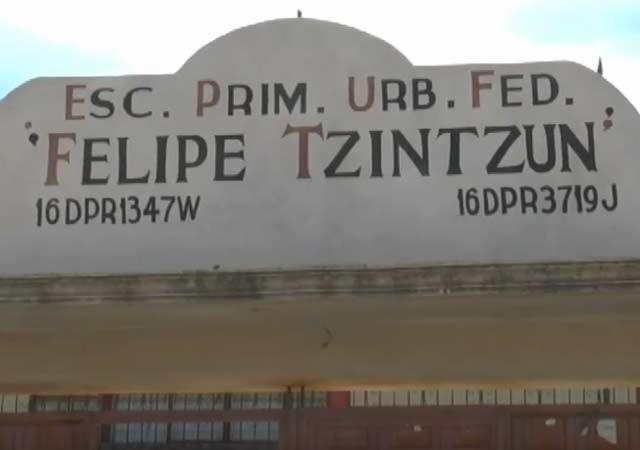 ESC. PRIM. URB. FED.
"FELIPE TZINTZUN"
16DPR1347W 16DPR3719J